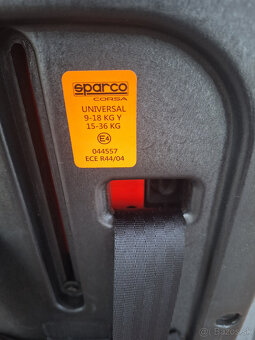 sparco
CORSA
UNIVERSAL
9-18 KG Y
15-36 KG
E4
044557
ECE R44/04